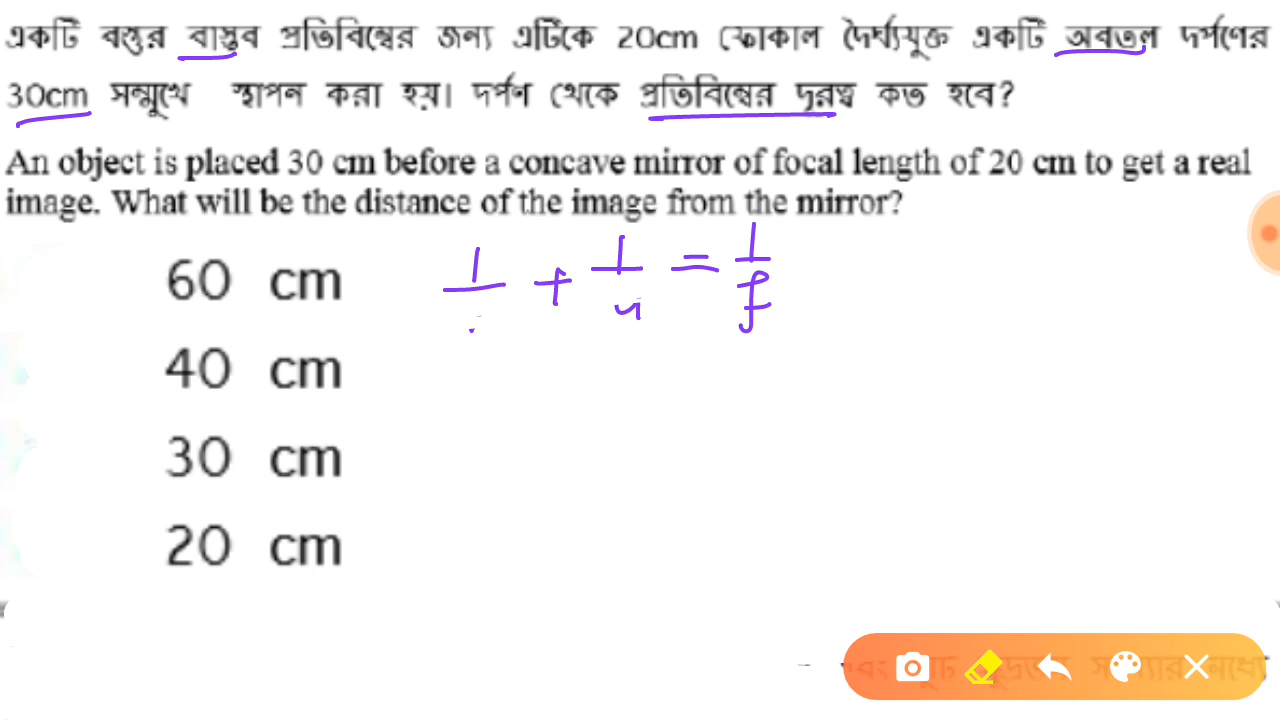 একটি বস্তুর বাস্তব প্রতিবিম্বের জন্য এটিকে 20cm ফোকাল দৈর্ঘ্যযুক্ত একটি অবতল দর্পণের
30cm সম্মুখে স্থাপন করা হয়। দর্পণ থেকে প্রতিবিম্বের দূরত্ব কত হবে?
An object is placed 30 cm before a concave mirror of focal length of 20 cm to get a real
image. What will be the distance of the image from the mirror?
60 cm
1/ + 1/u = 1/f
40 cm
30 cm
20 cm